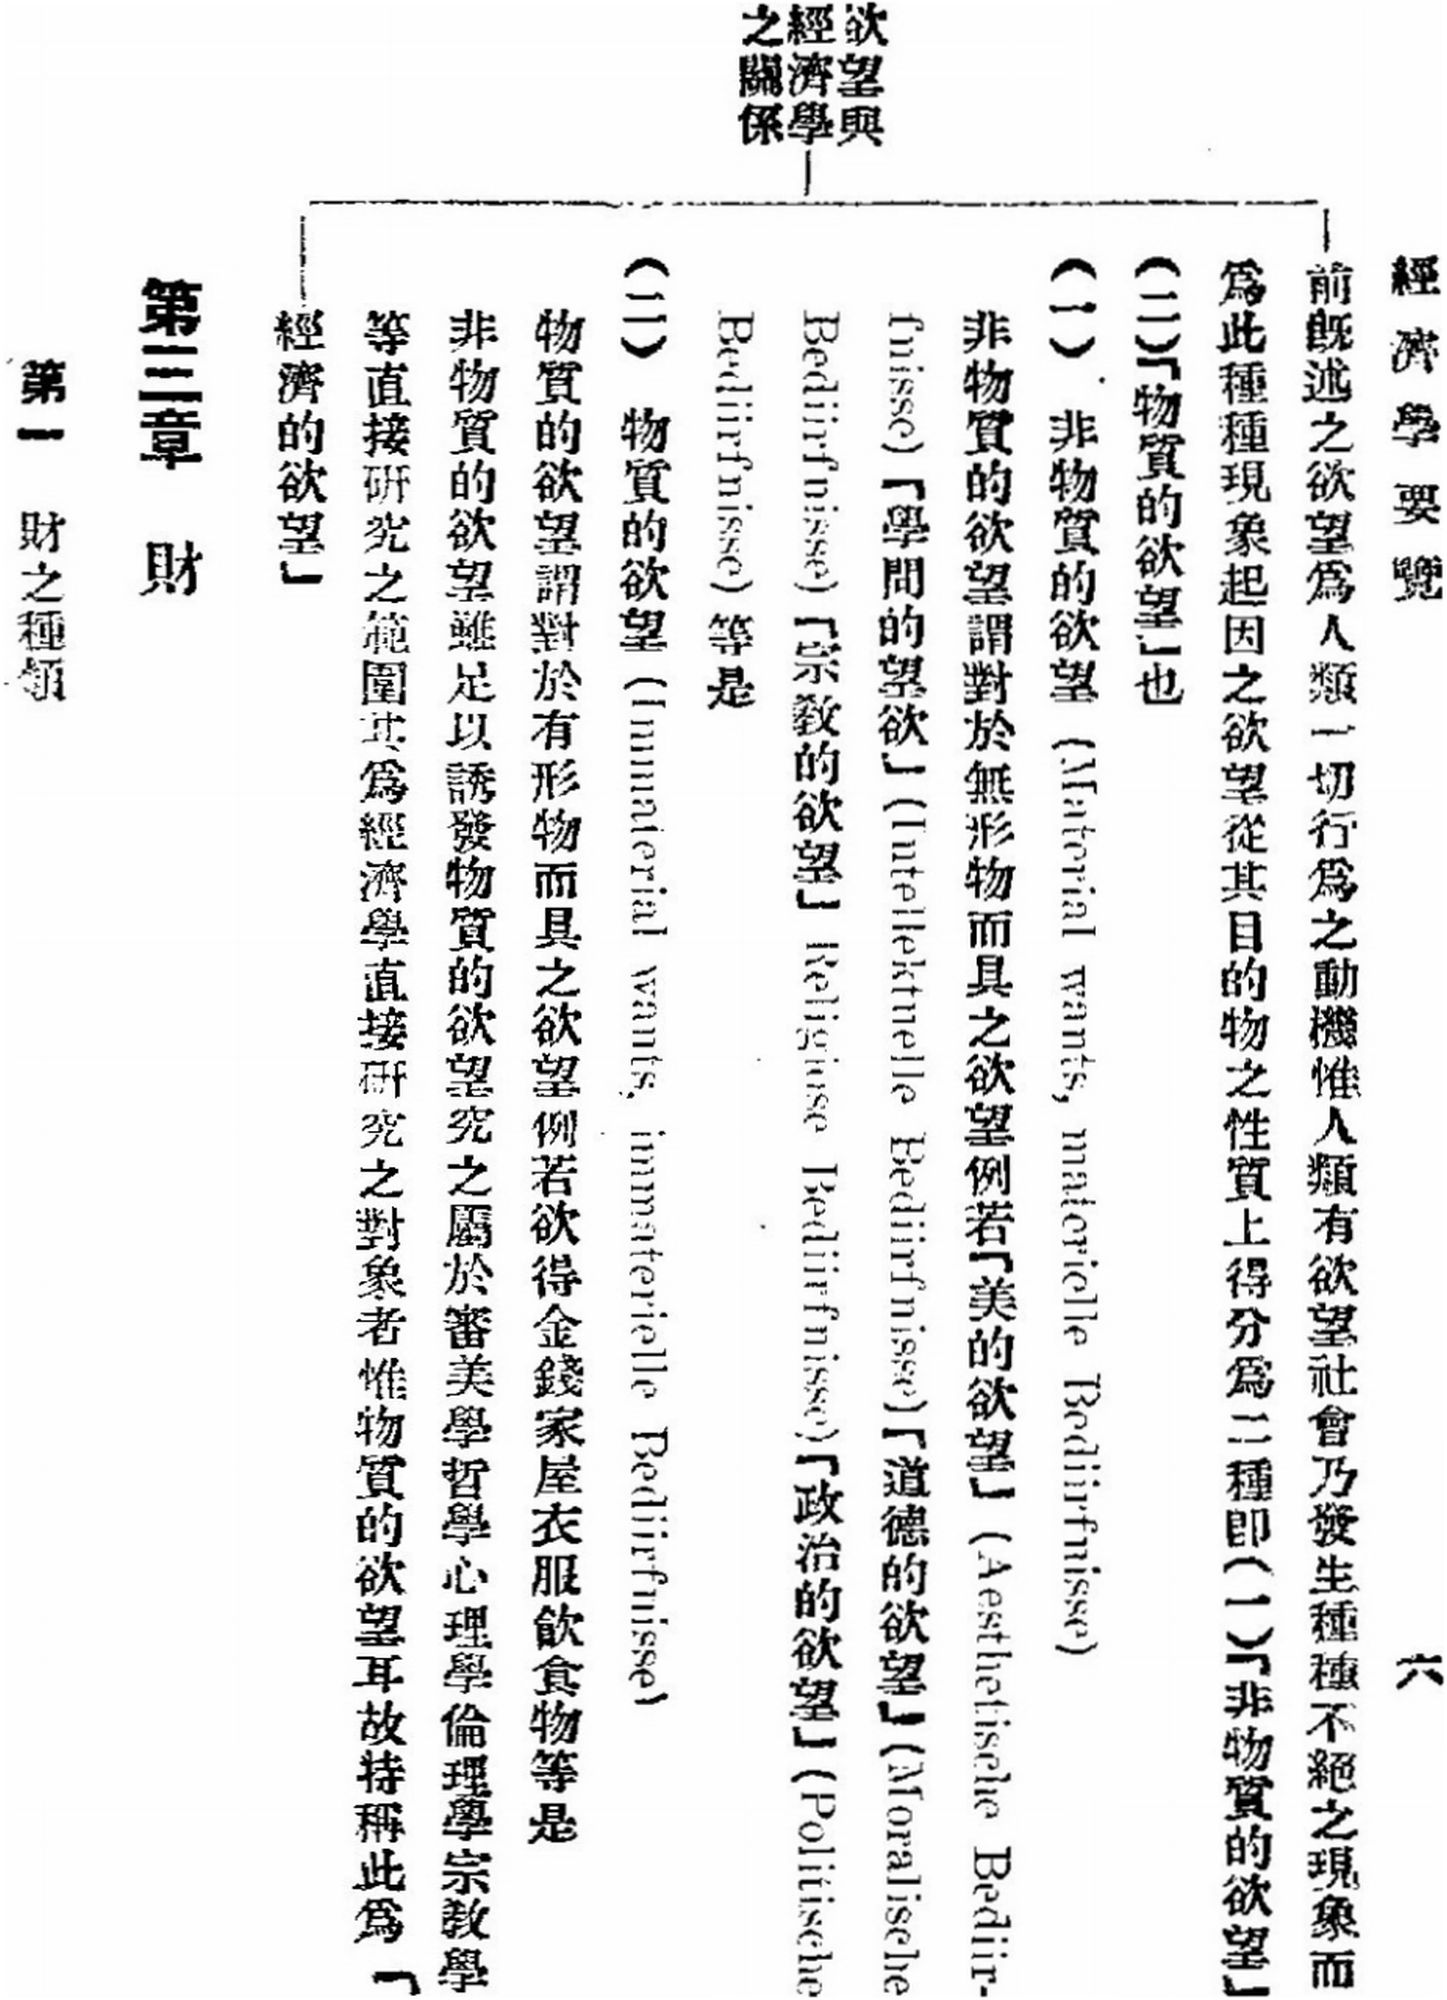 經濟學要覽
六
欲望與
經濟學
之關係
前既述之欲望爲人類一切行爲之動機惟人類有欲望社會乃發生種種不絕之現象而
爲此種種現象起因之欲望從其目的物之性質上得分爲二種卽(一)「非物質的欲望」
(二)「物質的欲望」也
(一) 非物質的欲望 (Material wants, materielle Bediirfnisse)
非物質的欲望謂對於無形物而具之欲望例若「美的欲望」(Aesthetische Bediir-
fnisse)「學問的望欲」(Intellektuelle Bediirfnisse)「道德的欲望」(Moralische
Bediirfnisse)「宗敎的欲望」Religiuse Bediirfnisse)「政治的欲望」(Politische
Bediirfnisse) 等是
(二) 物質的欲望 (Immaterial wants, immaterielle Bediirfnisse)
物質的欲望謂對於有形物而具之欲望例若欲得金錢家屋衣服飮食物等是
非物質的欲望雖足以誘發物質的欲望究之屬於審美學哲學心理學倫理學宗敎學
等直接硏究之範圍其爲經濟學直接硏究之對象者惟物質的欲望耳故特稱此爲「
經濟的欲望」
第三章 財
第一 財之種類